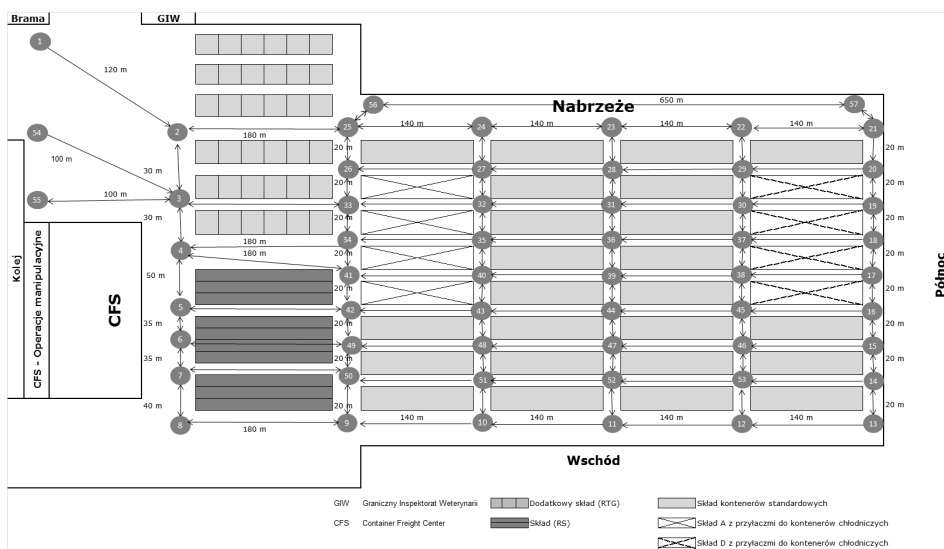 Brama
GIW
1
120 m
56
650 m
57
Nabrzeże
54
2
180 m
25
140 m
24
140 m
23
140 m
22
140 m
21
100 m
30 m
20 m
20 m
26
27
28
29
20
55
100 m
3
20 m
20 m
33
32
31
30
19
30 m
20 m
20 m
4
180 m
34
35
36
37
18
180 m
20 m
20 m
41
40
39
38
17
50 m
20 m
20 m
Kolej
CFS - Operacje manipulacyjne
CFS
Północ
5
42
43
44
45
16
35 m
20 m
20 m
6
49
48
47
46
15
35 m
20 m
20 m
7
50
51
52
53
14
40 m
20 m
20 m
8
180 m
9
140 m
10
140 m
11
140 m
12
140 m
13
Wschód
GIW Graniczny Inspektorat Weterynarii Dodatkowy skład (RTG) Skład kontenerów standardowych
CFS Container Freight Center Skład (RS) Skład A z przyłaczmi do kontenerów chłodniczych
Skład D z przyłaczmi do kontenerów chłodniczych